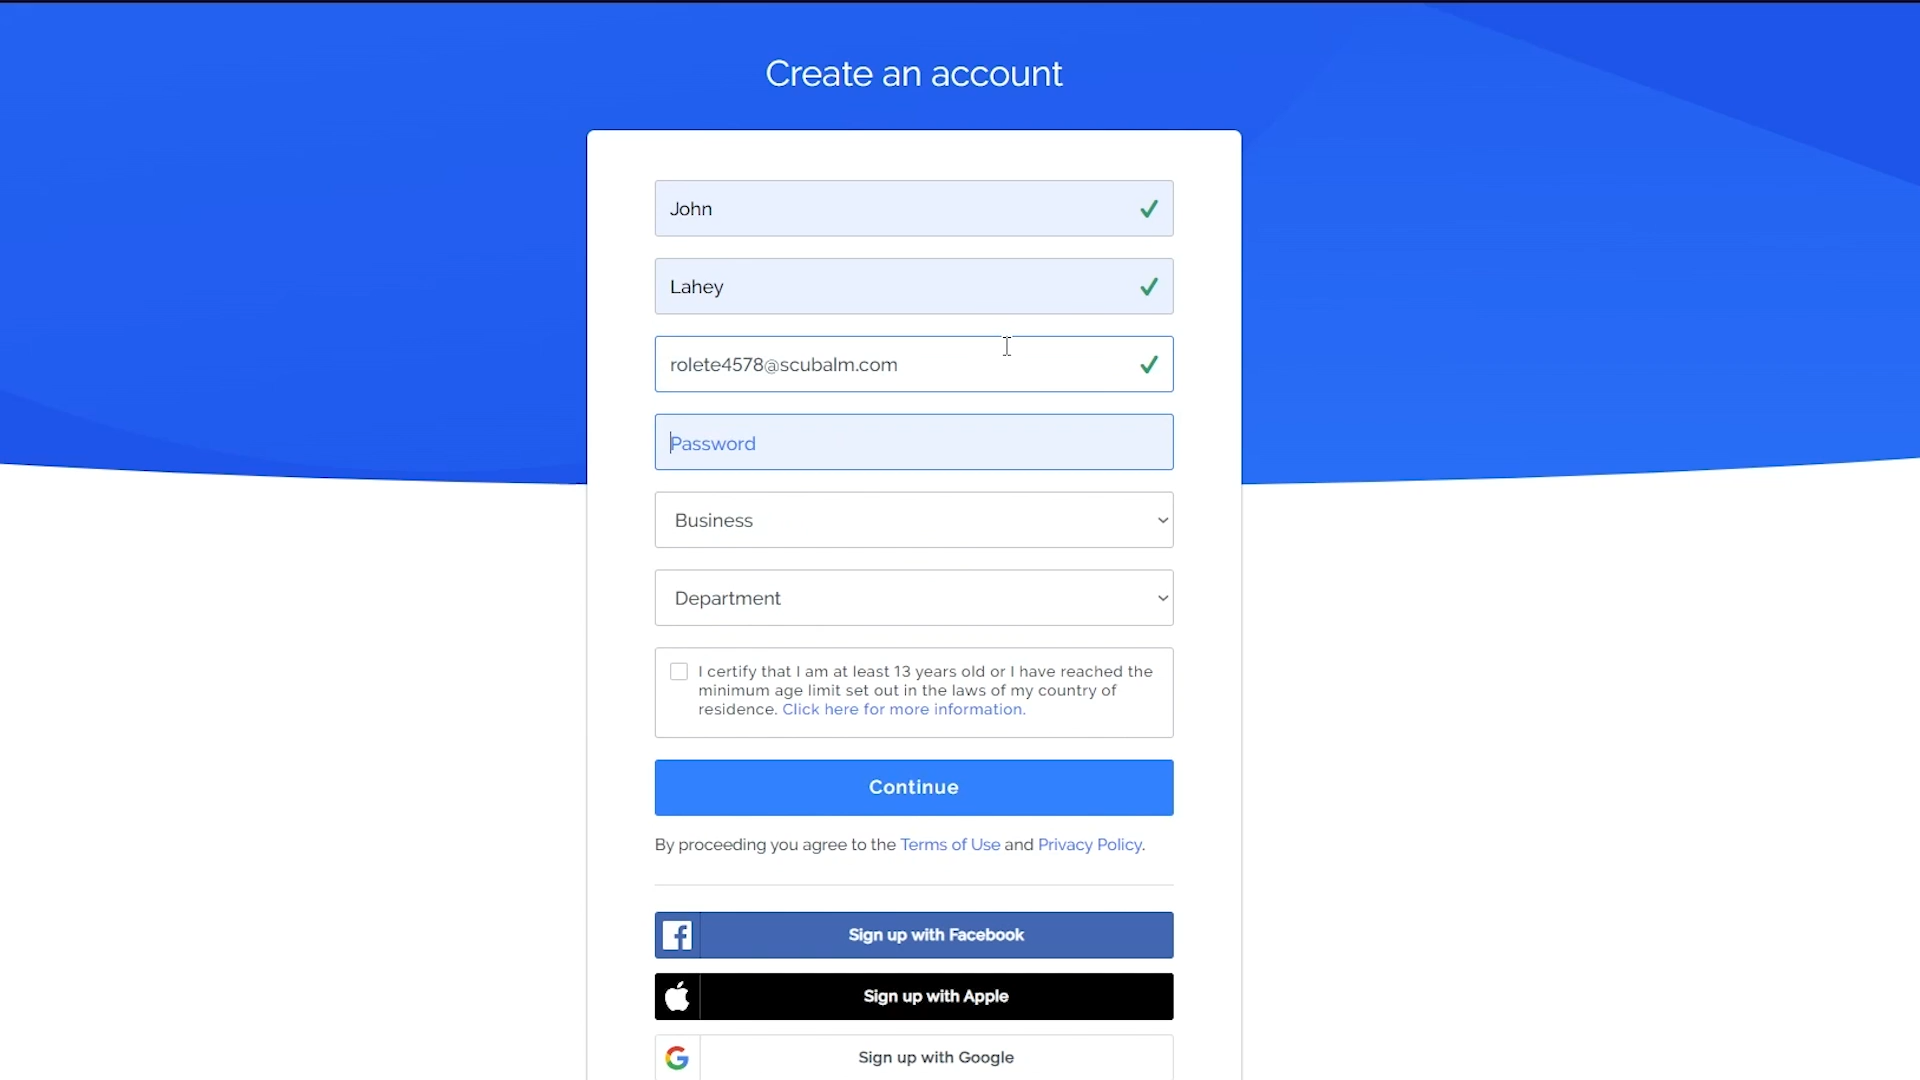 Create an account
John
Lahey
rolete4578@scubalm.com
Password
Business
Department
I certify that I am at least 13 years old or I have reached the
minimum age limit set out in the laws of my country of
residence. Click here for more information.
Continue
By proceeding you agree to the Terms of Use and Privacy Policy.
Sign up with Facebook
Sign up with Apple
Sign up with Google